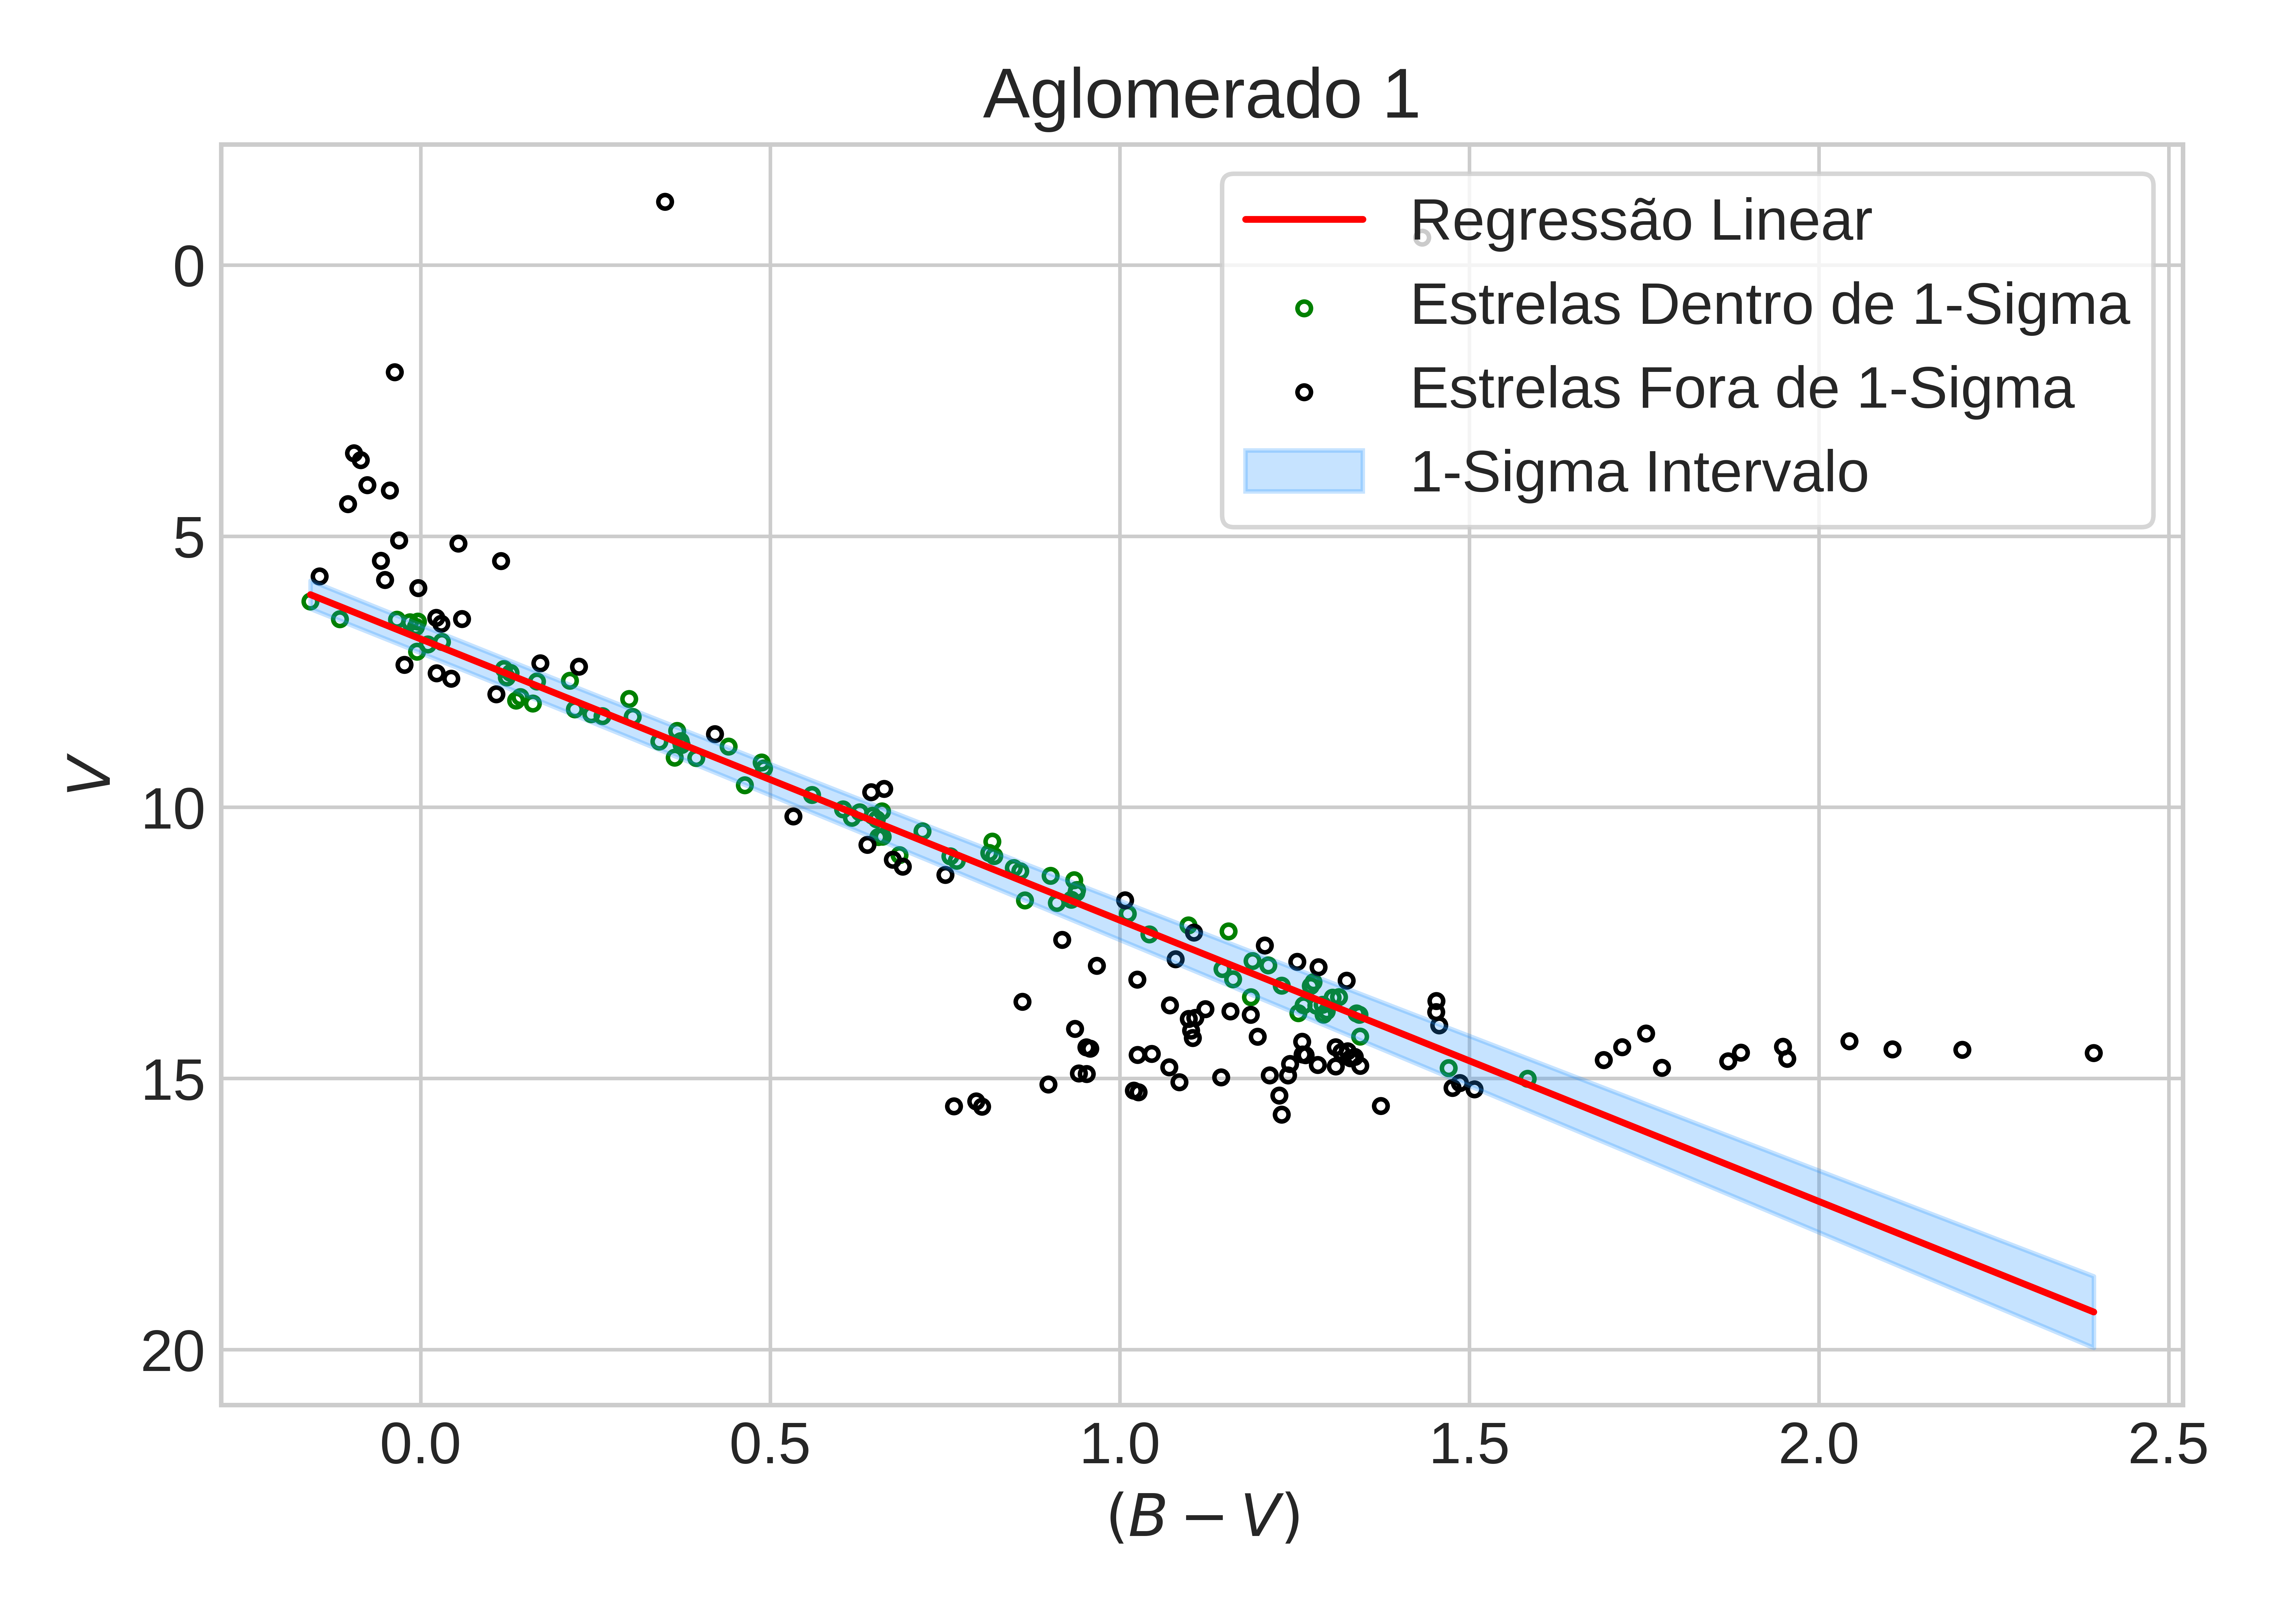 Aglomerado 1
Regressão Linear
Estrelas Dentro de 1-Sigma
Estrelas Fora de 1-Sigma
1-Sigma Intervalo
V
0
5
10
15
20
0.0 0.5 1.0 1.5 2.0 2.5
(B − V)